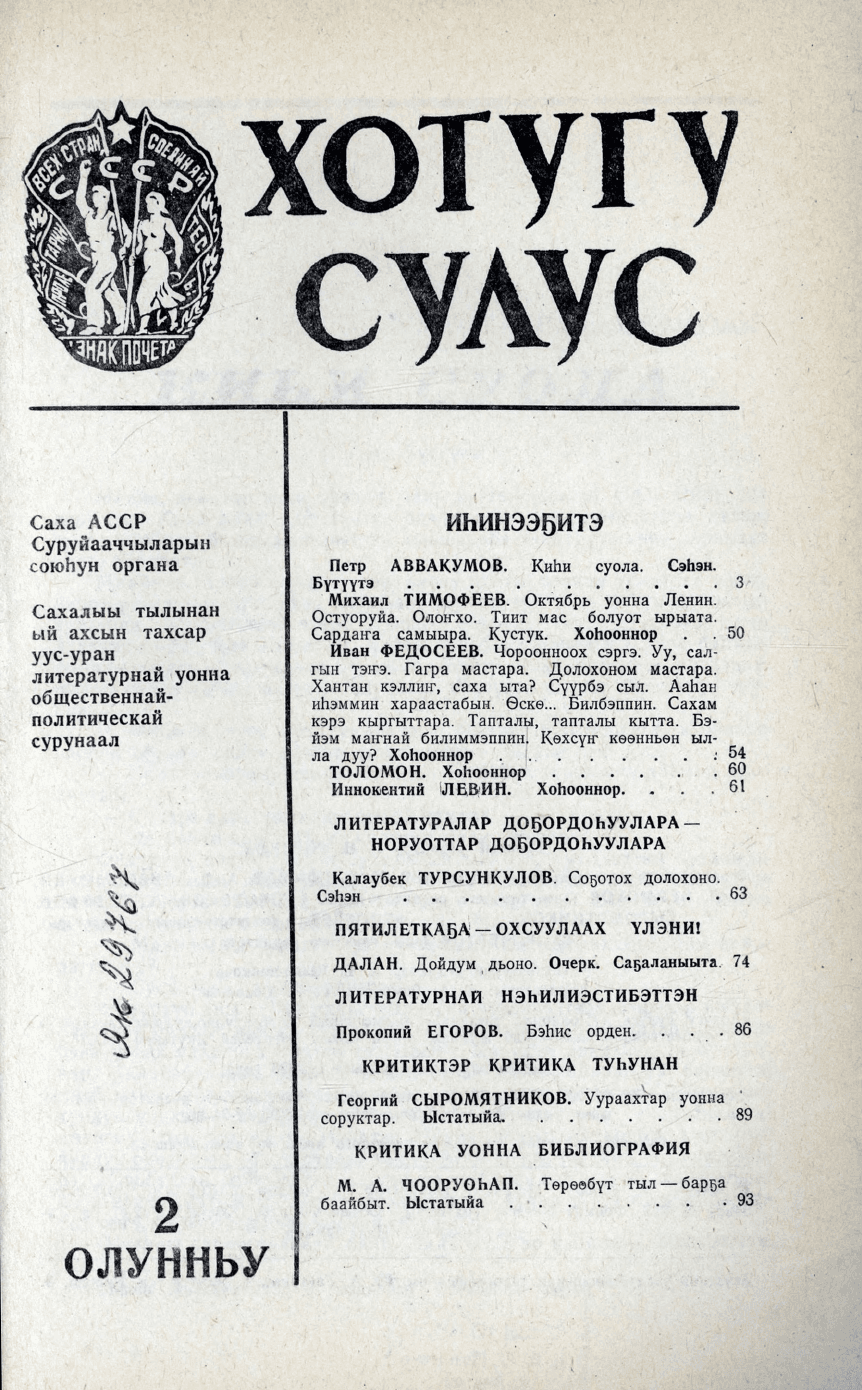 ХОТУГУ
СУЛУС
ВСЕХ СТРАН
СОЕДИНЯЙ
СССР
ЗНАК ПОЧЕТА
Саха АССР
Суруйааччыларын
союһун органа
Сахалыы тылынан
ый ахсын тахсар
уус-уран
литературнай уонна
общественнай-
политическай
сурунаал
Як 29767
2
ОЛУННЬУ
ИҺИНЭЭҔИТЭ
Петр АВВАКУМОВ. Киһи суола. Сэһэн.
Бүтүүтэ . . . . . . . . . . . 3
Михаил ТИМОФЕЕВ. Октябрь уонна Ленин.
Остуоруйа. Олоҥхо. Тиит мас болуот ырыата.
Сардаҥа самыыра. Кустук. Хоһооннор . . 50
Иван ФЕДОСЕЕВ. Чороонноох сэргэ. Уу, сал-
гын тэҥэ. Гагра мастара. Долохоном мастара.
Хантан кэллиҥ, саха ыта? Сүүрбэ сыл. Ааһан
иһэммин хараастабын. Өскө... Билбэппин. Сахам
кэрэ кыргыттара. Тапталы, тапталы кытта. Бэ-
йэм маҥнай билиммэппин. Көхсүҥ көөнньөн ыл-
ла дуу? Хоһооннор . . . . . . . : 54
ТОЛОМОН. Хоһооннор . . . . . . . 60
Иннокентий ЛЕВИН. Хоһооннор. . . . 61
ЛИТЕРАТУРАЛАР ДОҔОРДОҺУУЛАРА —
НОРУОТТАР ДОҔОРДОҺУУЛАРА
Калаубек ТУРСУНКУЛОВ. Соҕотох долохоно.
Сэһэн . . . . . . . . . . . 63
ПЯТИЛЕТКАҔА — ОХСУУЛААХ ҮЛЭНИ!
ДАЛАН. Дойдум дьоно. Очерк. Саҕаланыыта. 74
ЛИТЕРАТУРНАЙ НЭҺИЛИЭСТИБЭТТЭН
Прокопий ЕГОРОВ. Бэһис орден. . . . 86
КРИТИКТЭР КРИТИКА ТУҺУНАН
Георгий СЫРОМЯТНИКОВ. Уураахтар уонна
соруктар. Ыстатыйа. . . . . . . . 89
КРИТИКА УОННА БИБЛИОГРАФИЯ
М. А. ЧООРУОҺАП. Төрөөбүт тыл — барҕа
баайбыт. Ыстатыйа . . . . . . . . 93